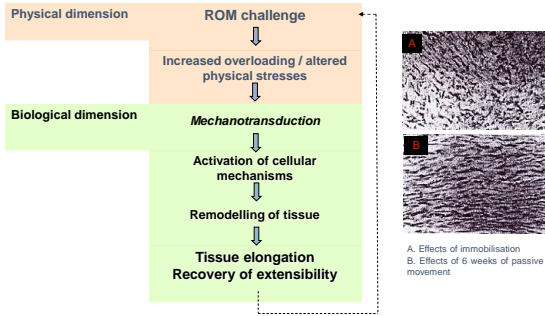 Physical dimension
ROM challenge
Increased overloading / altered
physical stresses
Biological dimension
Mechanotransduction
Activation of cellular
mechanisms
Remodelling of tissue
Tissue elongation
Recovery of extensibility
A
B
A. Effects of immobilisation
B. Effects of 6 weeks of passive
movement